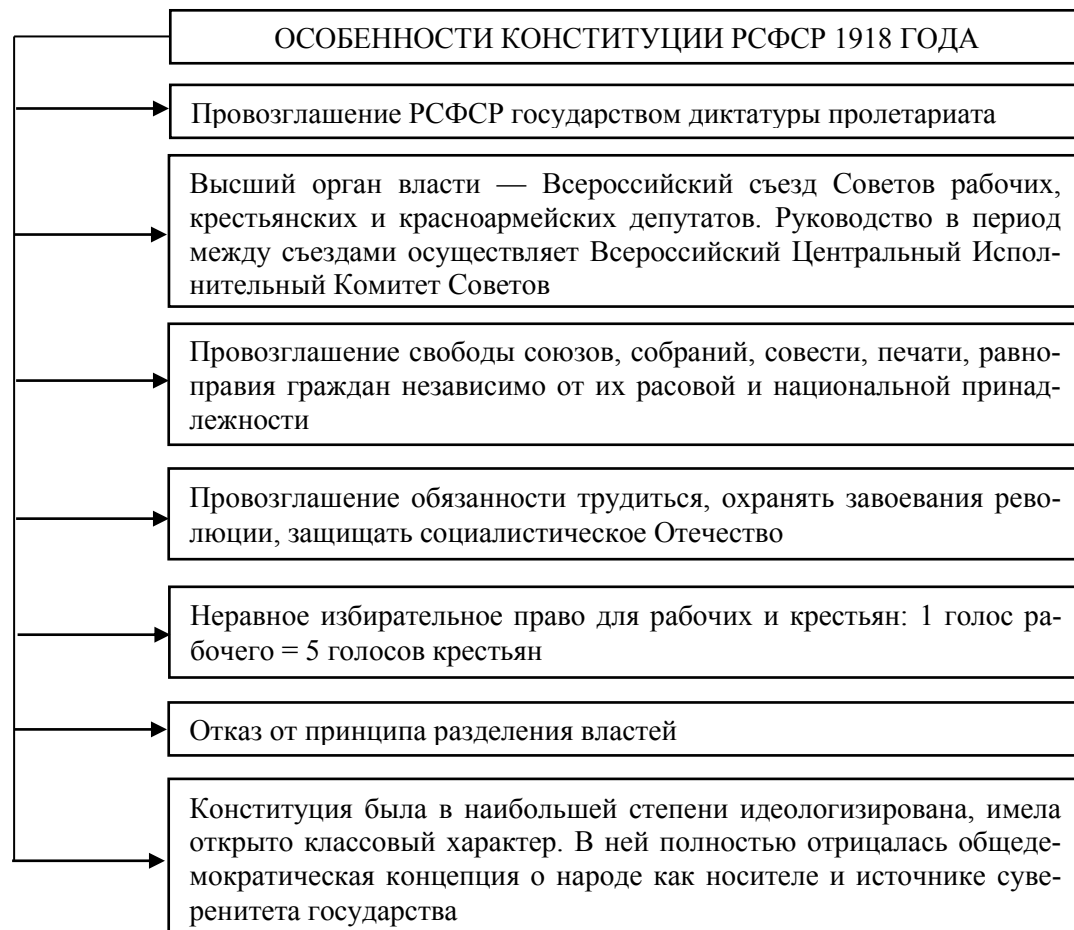 ОСОБЕННОСТИ КОНСТИТУЦИИ РСФСР 1918 ГОДА
Провозглашение РСФСР государством диктатуры пролетариата
Высший орган власти — Всероссийский съезд Советов рабочих,
крестьянских и красноармейских депутатов. Руководство в период
между съездами осуществляет Всероссийский Центральный Испол-
нительный Комитет Советов
Провозглашение свободы союзов, собраний, совести, печати, равно-
правия граждан независимо от их расовой и национальной принад-
лежности
Провозглашение обязанности трудиться, охранять завоевания рево-
люции, защищать социалистическое Отечество
Неравное избирательное право для рабочих и крестьян: 1 голос ра-
бочего = 5 голосов крестьян
Отказ от принципа разделения властей
Конституция была в наибольшей степени идеологизирована, имела
открыто классовый характер. В ней полностью отрицалась общеде-
мократическая концепция о народе как носителе и источнике суве-
ренитета государства